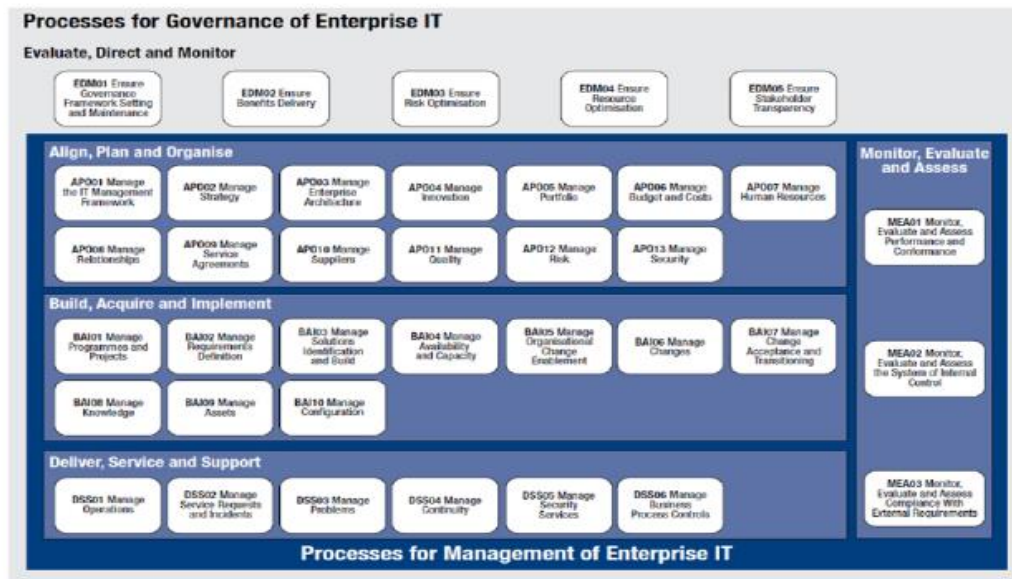 Processes for Governance of Enterprise IT
Evaluate, Direct and Monitor
EDM01 Ensure
Governance
Framework Setting
and Maintenance
EDM02 Ensure
Benefits Delivery
EDM03 Ensure
Risk Optimisation
EDM04 Ensure
Resource
Optimisation
EDM05 Ensure
Stakeholder
Transparency
Align, Plan and Organise
APO01 Manage
the IT Management
Framework
APO02 Manage
Strategy
APO03 Manage
Enterprise
Architecture
APO04 Manage
Innovation
APO05 Manage
Portfolio
APO06 Manage
Budget and Costs
APO07 Manage
Human Resources
APO08 Manage
Relationships
APO09 Manage
Service
Agreements
APO10 Manage
Suppliers
APO11 Manage
Quality
APO12 Manage
Risk
APO13 Manage
Security
Build, Acquire and Implement
BAI01 Manage
Programmes and
Projects
BAI02 Manage
Requirements
Definition
BAI03 Manage
Solutions
Identification
and Build
BAI04 Manage
Availability
and Capacity
BAI05 Manage
Organisational
Change
Enablement
BAI06 Manage
Changes
BAI07 Manage
Change
Acceptance and
Transitioning
BAI08 Manage
Knowledge
BAI09 Manage
Assets
BAI10 Manage
Configuration
Deliver, Service and Support
DSS01 Manage
Operations
DSS02 Manage
Service Requests
and Incidents
DSS03 Manage
Problems
DSS04 Manage
Continuity
DSS05 Manage
Security
Services
DSS06 Manage
Business
Process Controls
Monitor, Evaluate
and Assess
MEA01 Monitor,
Evaluate and Assess
Performance and
Conformance
MEA02 Monitor,
Evaluate and Assess
the System of Internal
Control
MEA03 Monitor,
Evaluate and Assess
Compliance With
External Requirements
Processes for Management of Enterprise IT